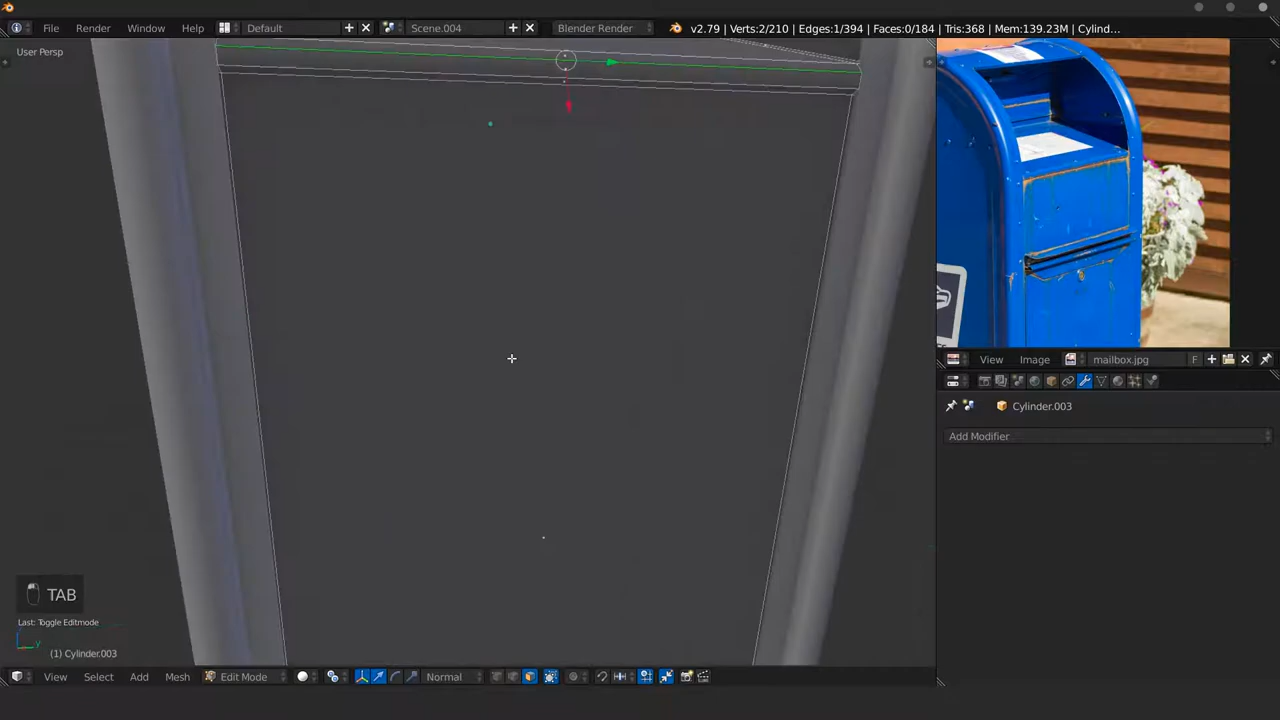 File Render Window Help Default Scene.004 Blender Render v2.79 | Verts:2/210 | Edges:1/394 | Faces:0/184 | Tris:368 | Mem:139.23M | Cylind...
User Persp
View Image mailbox.jpg F
Cylinder.003
Add Modifier
TAB
Last: Toggle Editmode
(1) Cylinder.003
View Select Add Mesh Edit Mode Normal